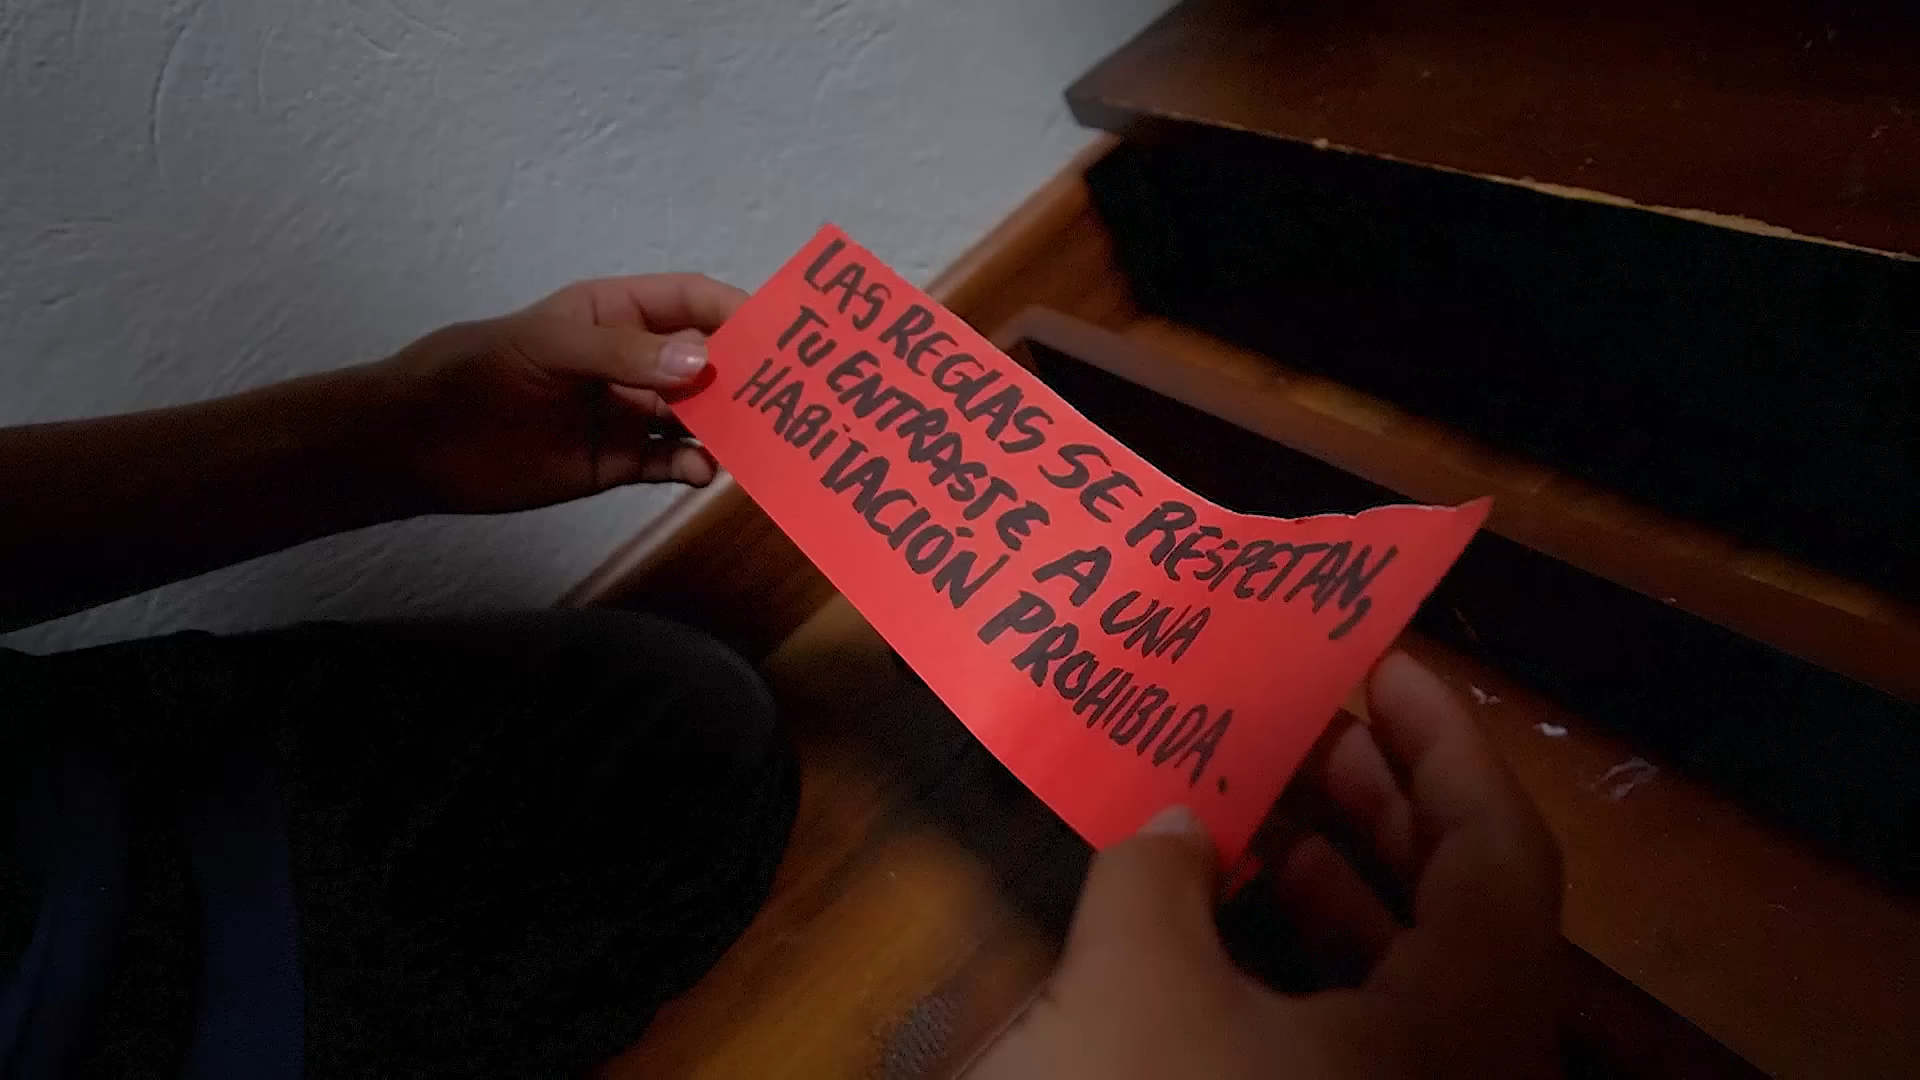 LAS REGLAS SE RESPETAN,
TU ENTRASTE A UNA
HABITACIÓN PROHIBIDA.